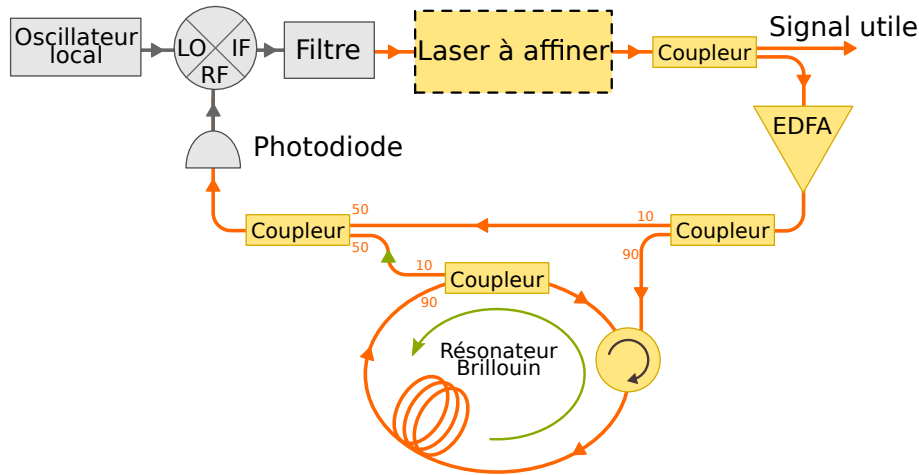 Oscillateur
local
LO
IF
RF
Filtre
Laser à affiner
Coupleur
Signal utile
EDFA
Photodiode
Coupleur
50
50
10
Coupleur
90
10
Coupleur
90
Résonateur
Brillouin